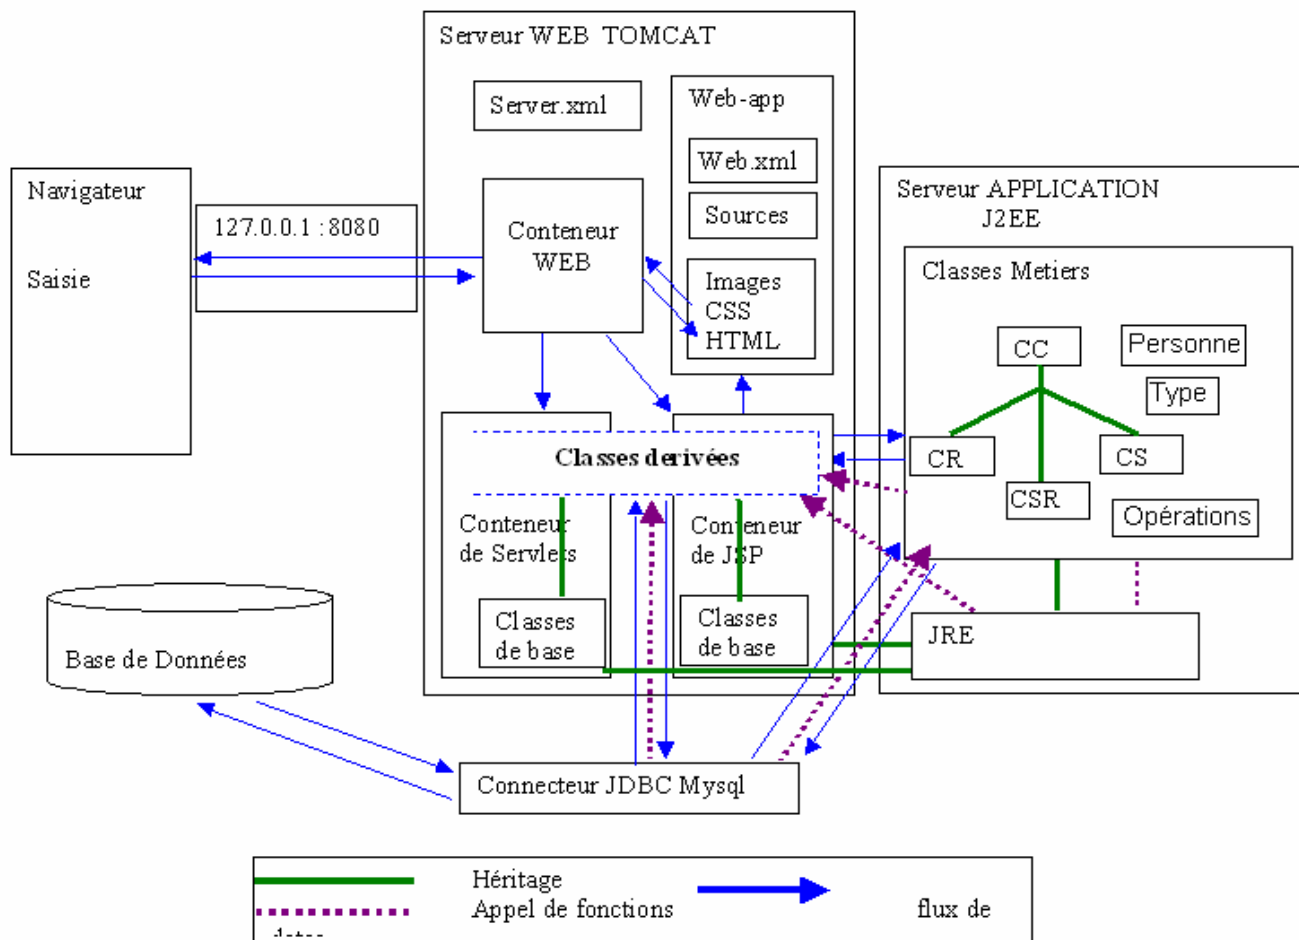 Serveur WEB TOMCAT
Server.xml
Web-app
Web.xml
Sources
Images
CSS
HTML
Navigateur
Saisie
127.0.0.1 :8080
Conteneur
WEB
Serveur APPLICATION
J2EE
Classes Metiers
CC
Personne
Type
CR
CS
CSR
Opérations
Classes derivées
Conteneur
de Servlets
Conteneur
de JSP
Classes
de base
Classes
de base
JRE
Base de Données
Connecteur JDBC Mysql
Héritage
Appel de fonctions
flux de